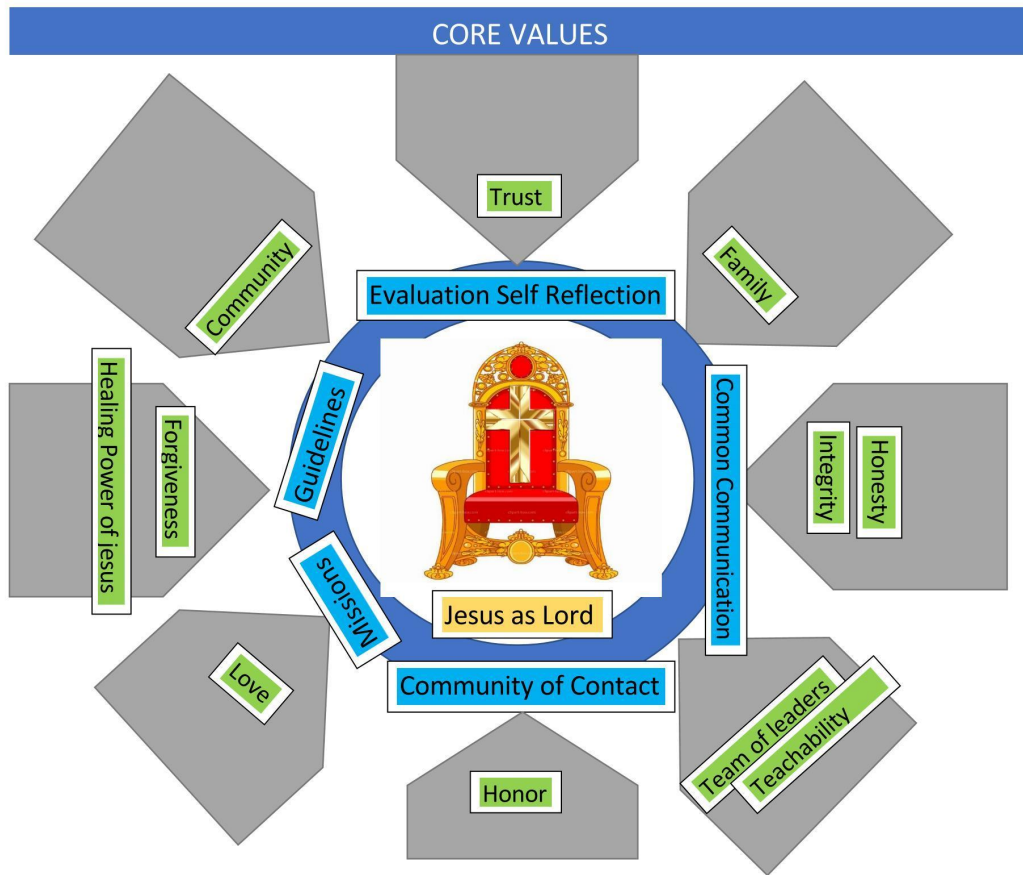 CORE VALUES
Trust
Community
Family
Evaluation Self Reflection
Healing Power of jesus
Forgiveness
Guidelines
Common Communication
Integrity
Honesty
Missions
Jesus as Lord
Love
Community of Contact
Team of leaders
Teachability
Honor